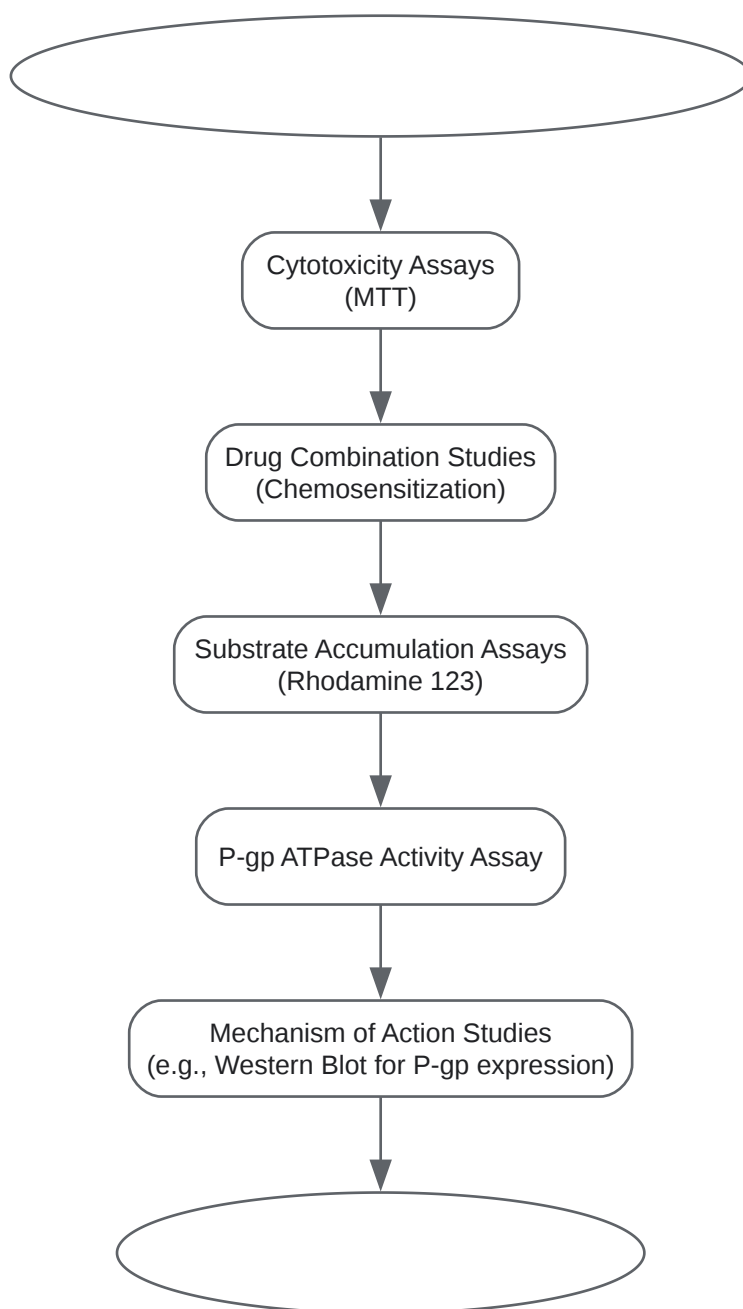 Cytotoxicity Assays
(MTT)
Drug Combination Studies
(Chemosensitization)
Substrate Accumulation Assays
(Rhodamine 123)
P-gp ATPase Activity Assay
Mechanism of Action Studies
(e.g., Western Blot for P-gp expression)